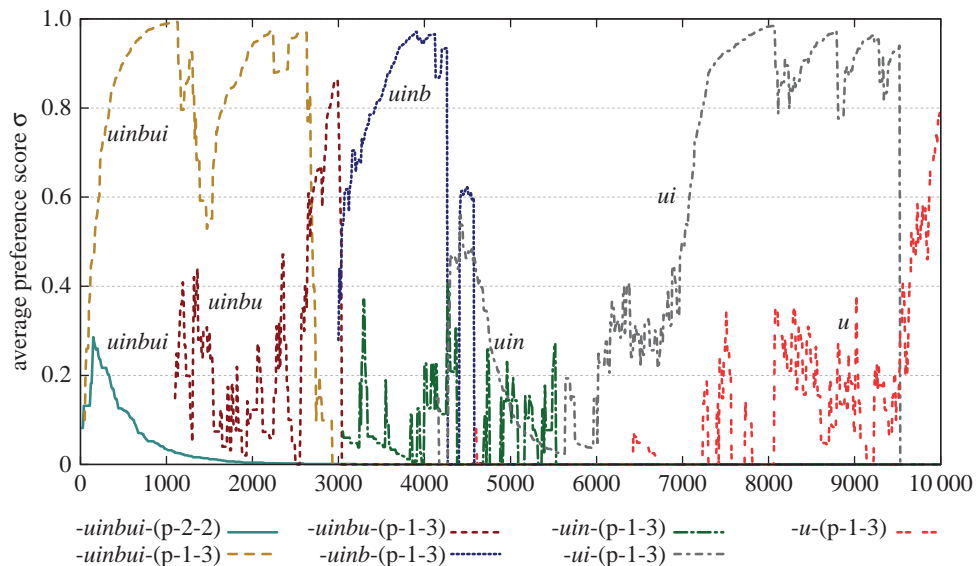 average preference score σ
1.0
0.8
0.6
0.4
0.2
0
uinbui
uinbui
uinbu
uinb
uin
ui
u
0 1000 2000 3000 4000 5000 6000 7000 8000 9000 10 000
-uinbui-(p-2-2) -uinbu-(p-1-3) -uin-(p-1-3) -u-(p-1-3)
-uinbui-(p-1-3) -uinb-(p-1-3) -ui-(p-1-3)